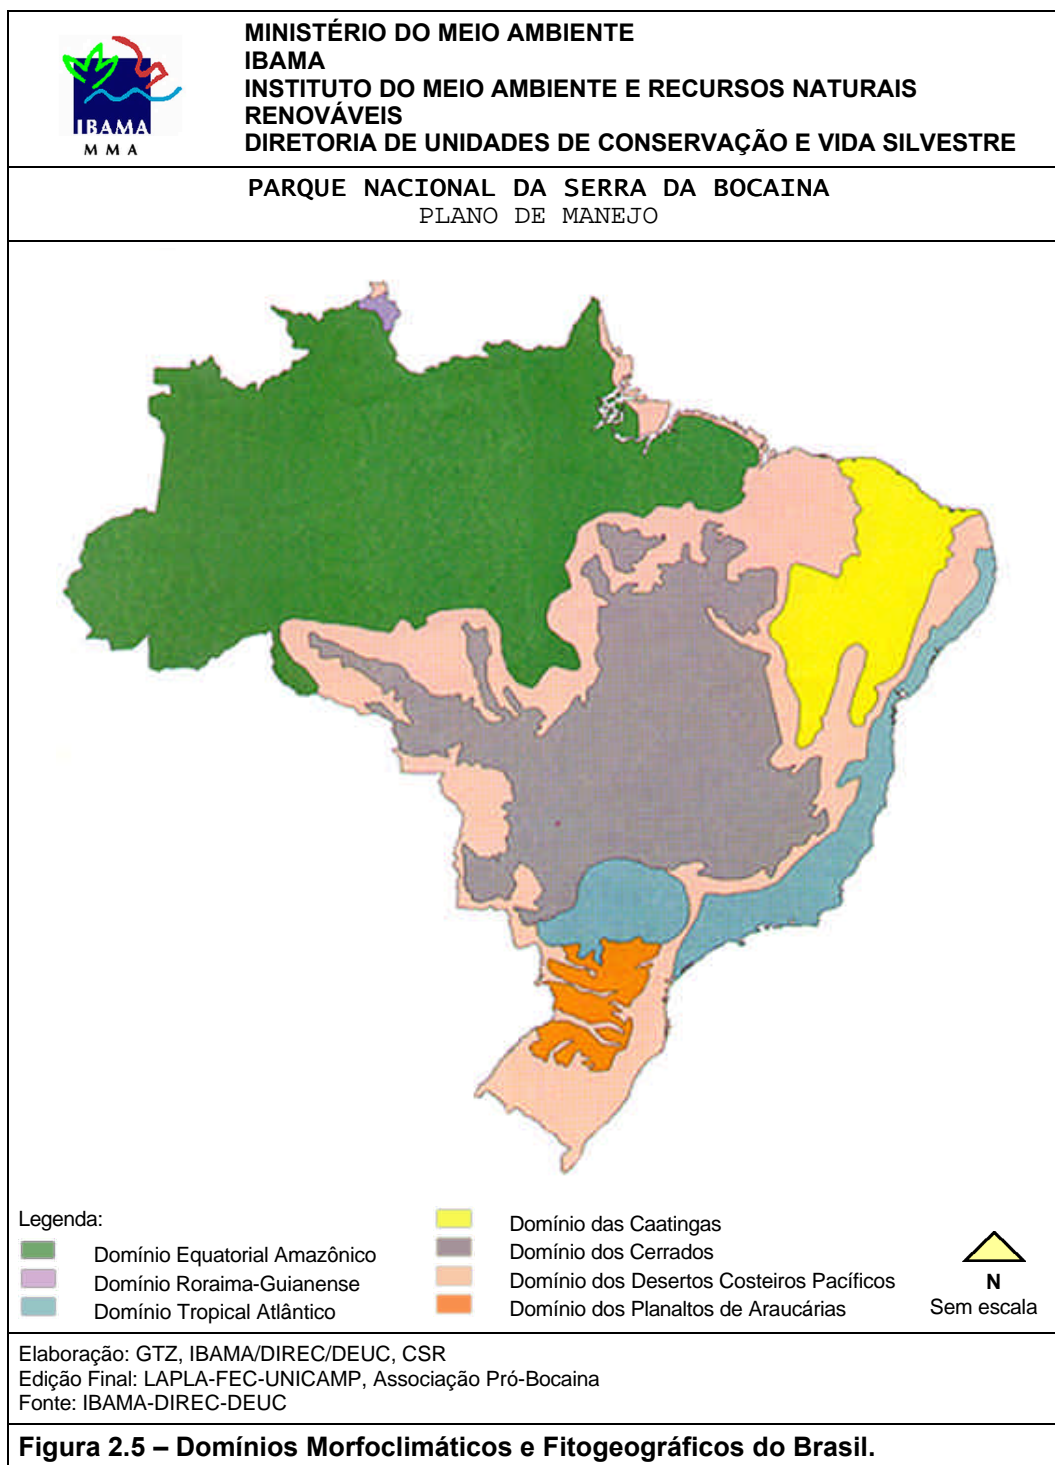 IBAMA
M M A
MINISTÉRIO DO MEIO AMBIENTE
IBAMA
INSTITUTO DO MEIO AMBIENTE E RECURSOS NATURAIS
RENOVÁVEIS
DIRETORIA DE UNIDADES DE CONSERVAÇÃO E VIDA SILVESTRE
PARQUE NACIONAL DA SERRA DA BOCAINA
PLANO DE MANEJO
Legenda:
Domínio Equatorial Amazônico
Domínio Roraima-Guianense
Domínio Tropical Atlântico
Domínio das Caatingas
Domínio dos Cerrados
Domínio dos Desertos Costeiros Pacíficos
Domínio dos Planaltos de Araucárias
N
Sem escala
Elaboração: GTZ, IBAMA/DIREC/DEUC, CSR
Edição Final: LAPLA-FEC-UNICAMP, Associação Pró-Bocaina
Fonte: IBAMA-DIREC-DEUC
Figura 2.5 – Domínios Morfoclimáticos e Fitogeográficos do Brasil.